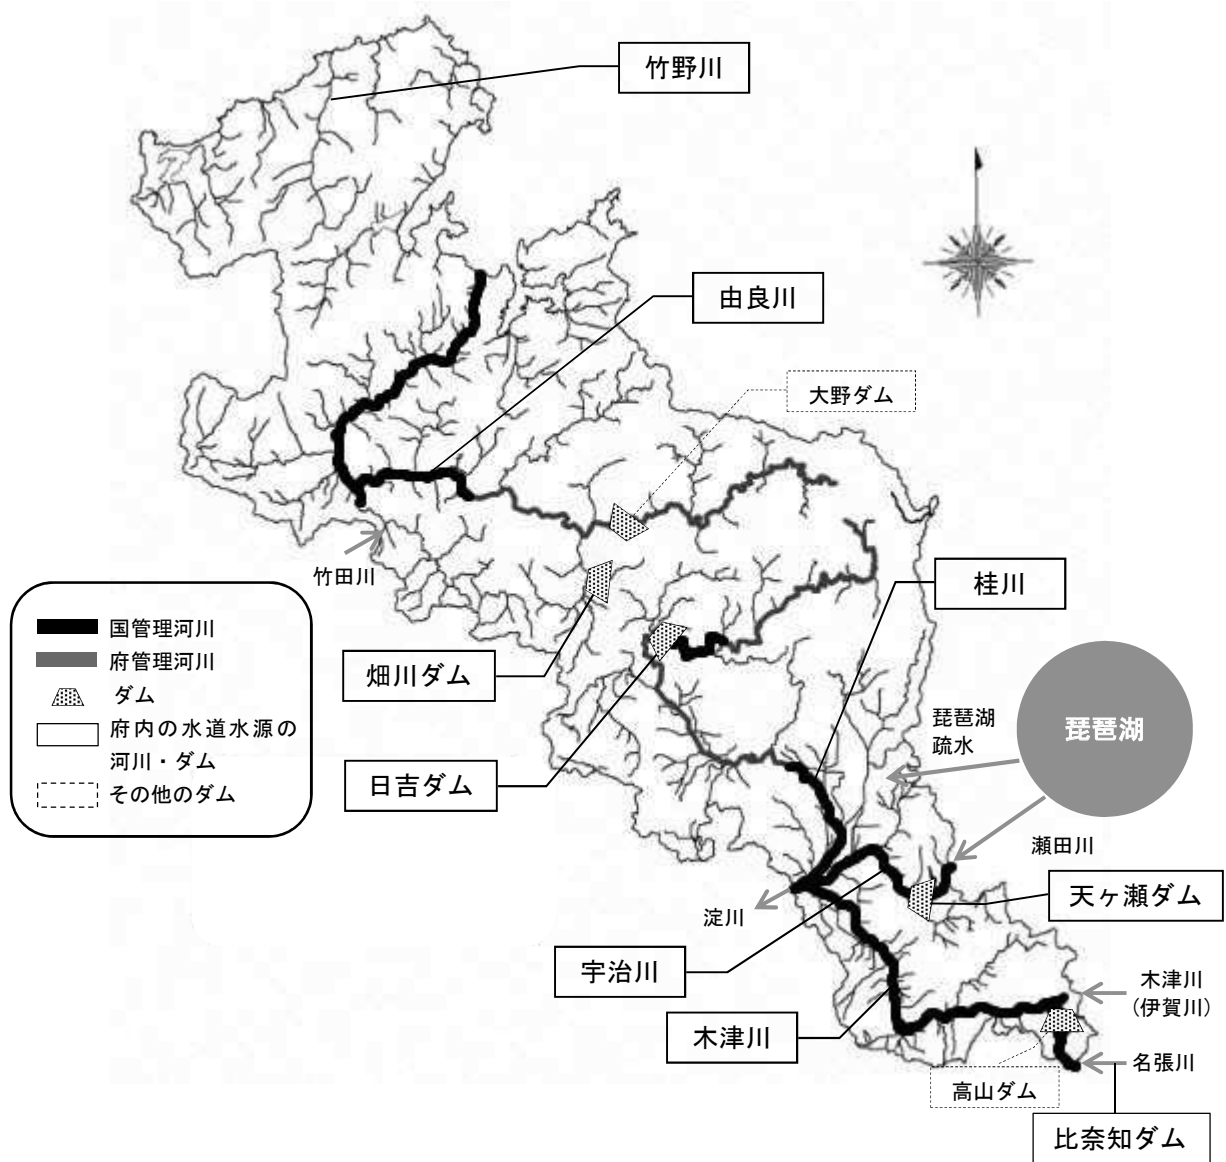 竹野川
由良川
大野ダム
竹田川
桂川
国管理河川
府管理河川
ダム
府内の水道水源の
河川・ダム
その他のダム
畑川ダム
日吉ダム
琵琶湖
疏水
琵琶湖
瀬田川
天ヶ瀬ダム
淀川
宇治川
木津川
木津川
（伊賀川）
名張川
高山ダム
比奈知ダム